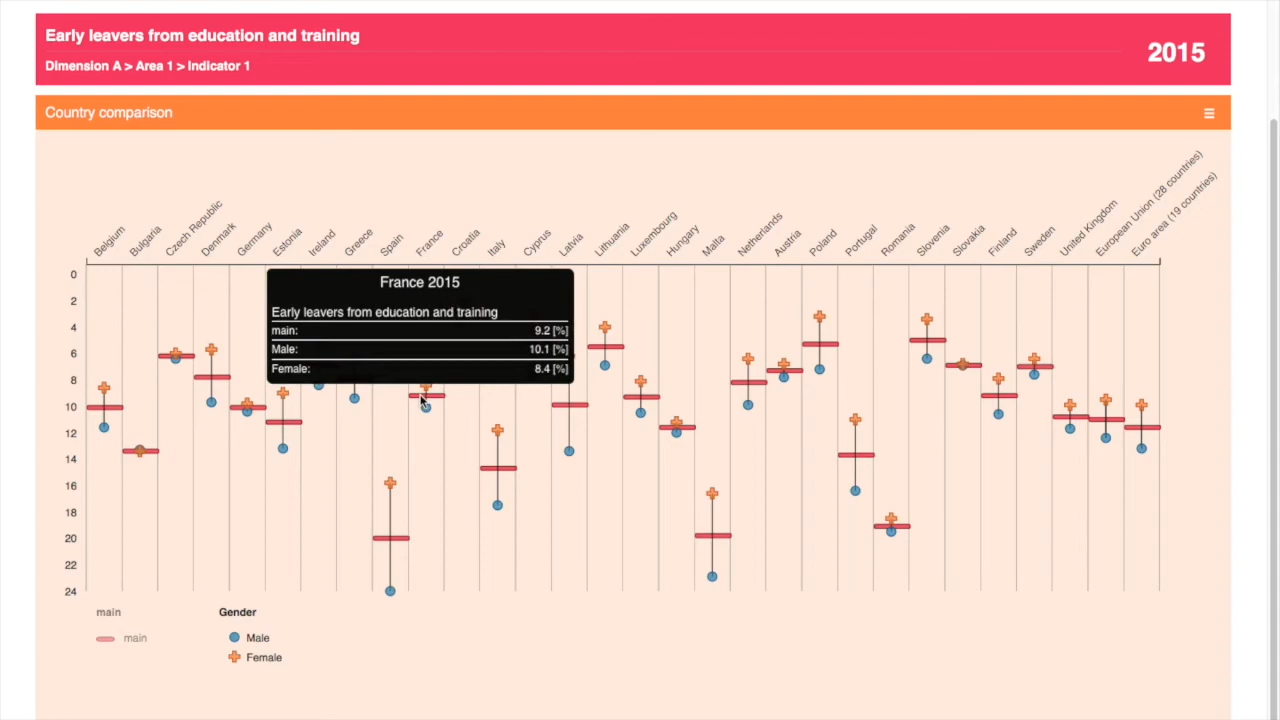 Early leavers from education and training
Dimension A > Area 1 > Indicator 1
2015
Country comparison
Belgium
Bulgaria
Czech Republic
Denmark
Germany
Estonia
Ireland
Greece
Spain
France
Croatia
Italy
Cyprus
Latvia
Lithuania
Luxembourg
Hungary
Malta
Netherlands
Austria
Poland
Portugal
Romania
Slovenia
Slovakia
Finland
Sweden
United Kingdom
European Union (28 countries)
Euro area (19 countries)
0
2
4
6
8
10
12
14
16
18
20
22
24
France 2015
Early leavers from education and training
main: 9.2 [%]
Male: 10.1 [%]
Female: 8.4 [%]
main
main
Gender
Male
Female